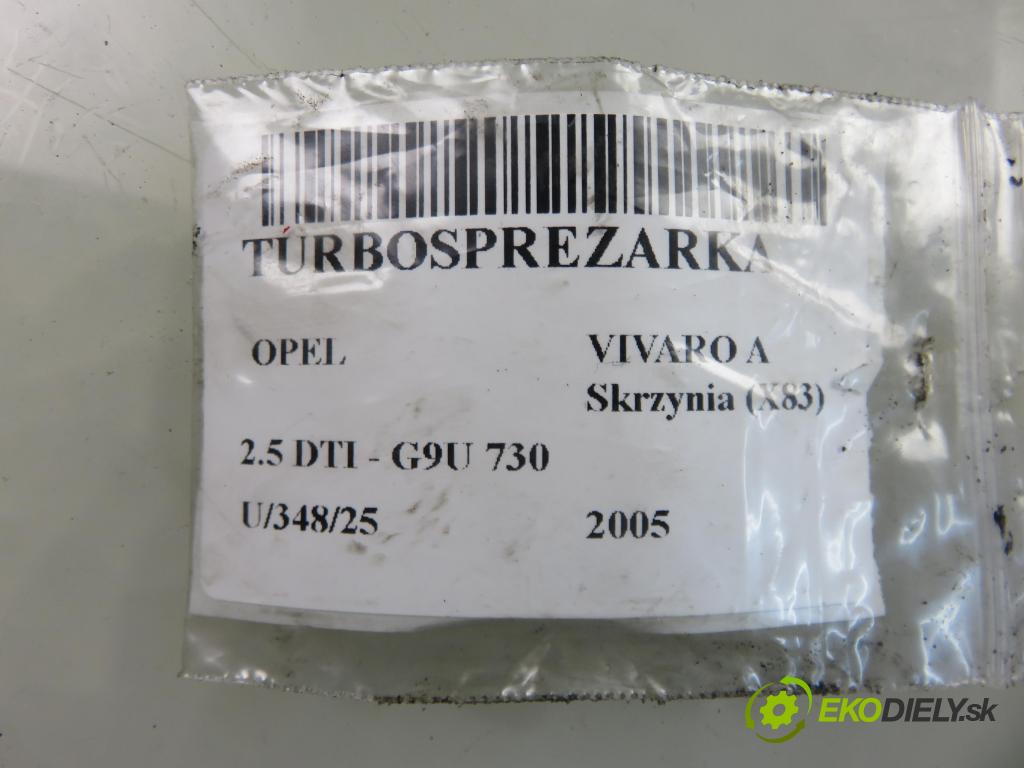 TURBOSPREZARKA
OPEL
VIVARO A
Skrzynia (X83)
2.5 DTI - G9U 730
U/348/25
2005
EKODIELY.sk